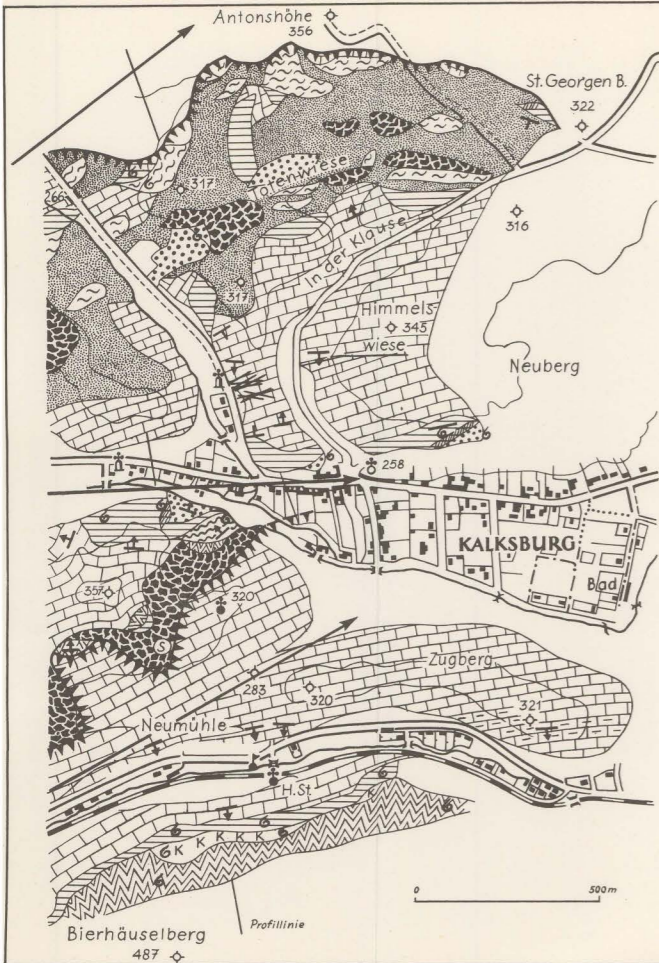 Antonshöhe
356
St. Georgen B.
322
317
Totenwiese
266
316
In der Klause
317
Himmels
345
wiese
Neuberg
258
KALKSBURG
Bad
357
320
S
Zugberg
283
320
321
Neumühle
H.St.
K
K K K K K
Profillinie
0 500m
Bierhäuselberg
487